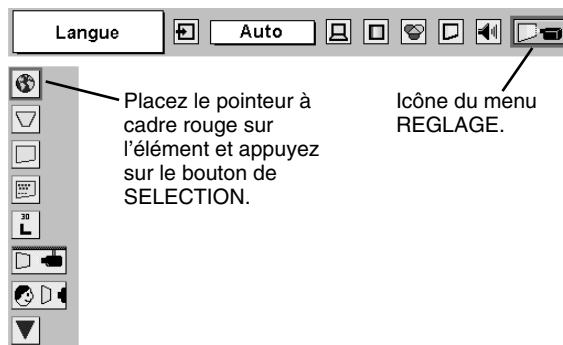 Langue
Auto
Placez le pointeur à
cadre rouge sur
l'élément et appuyez
sur le bouton de
SELECTION.
Icône du menu
REGLAGE.
30
L